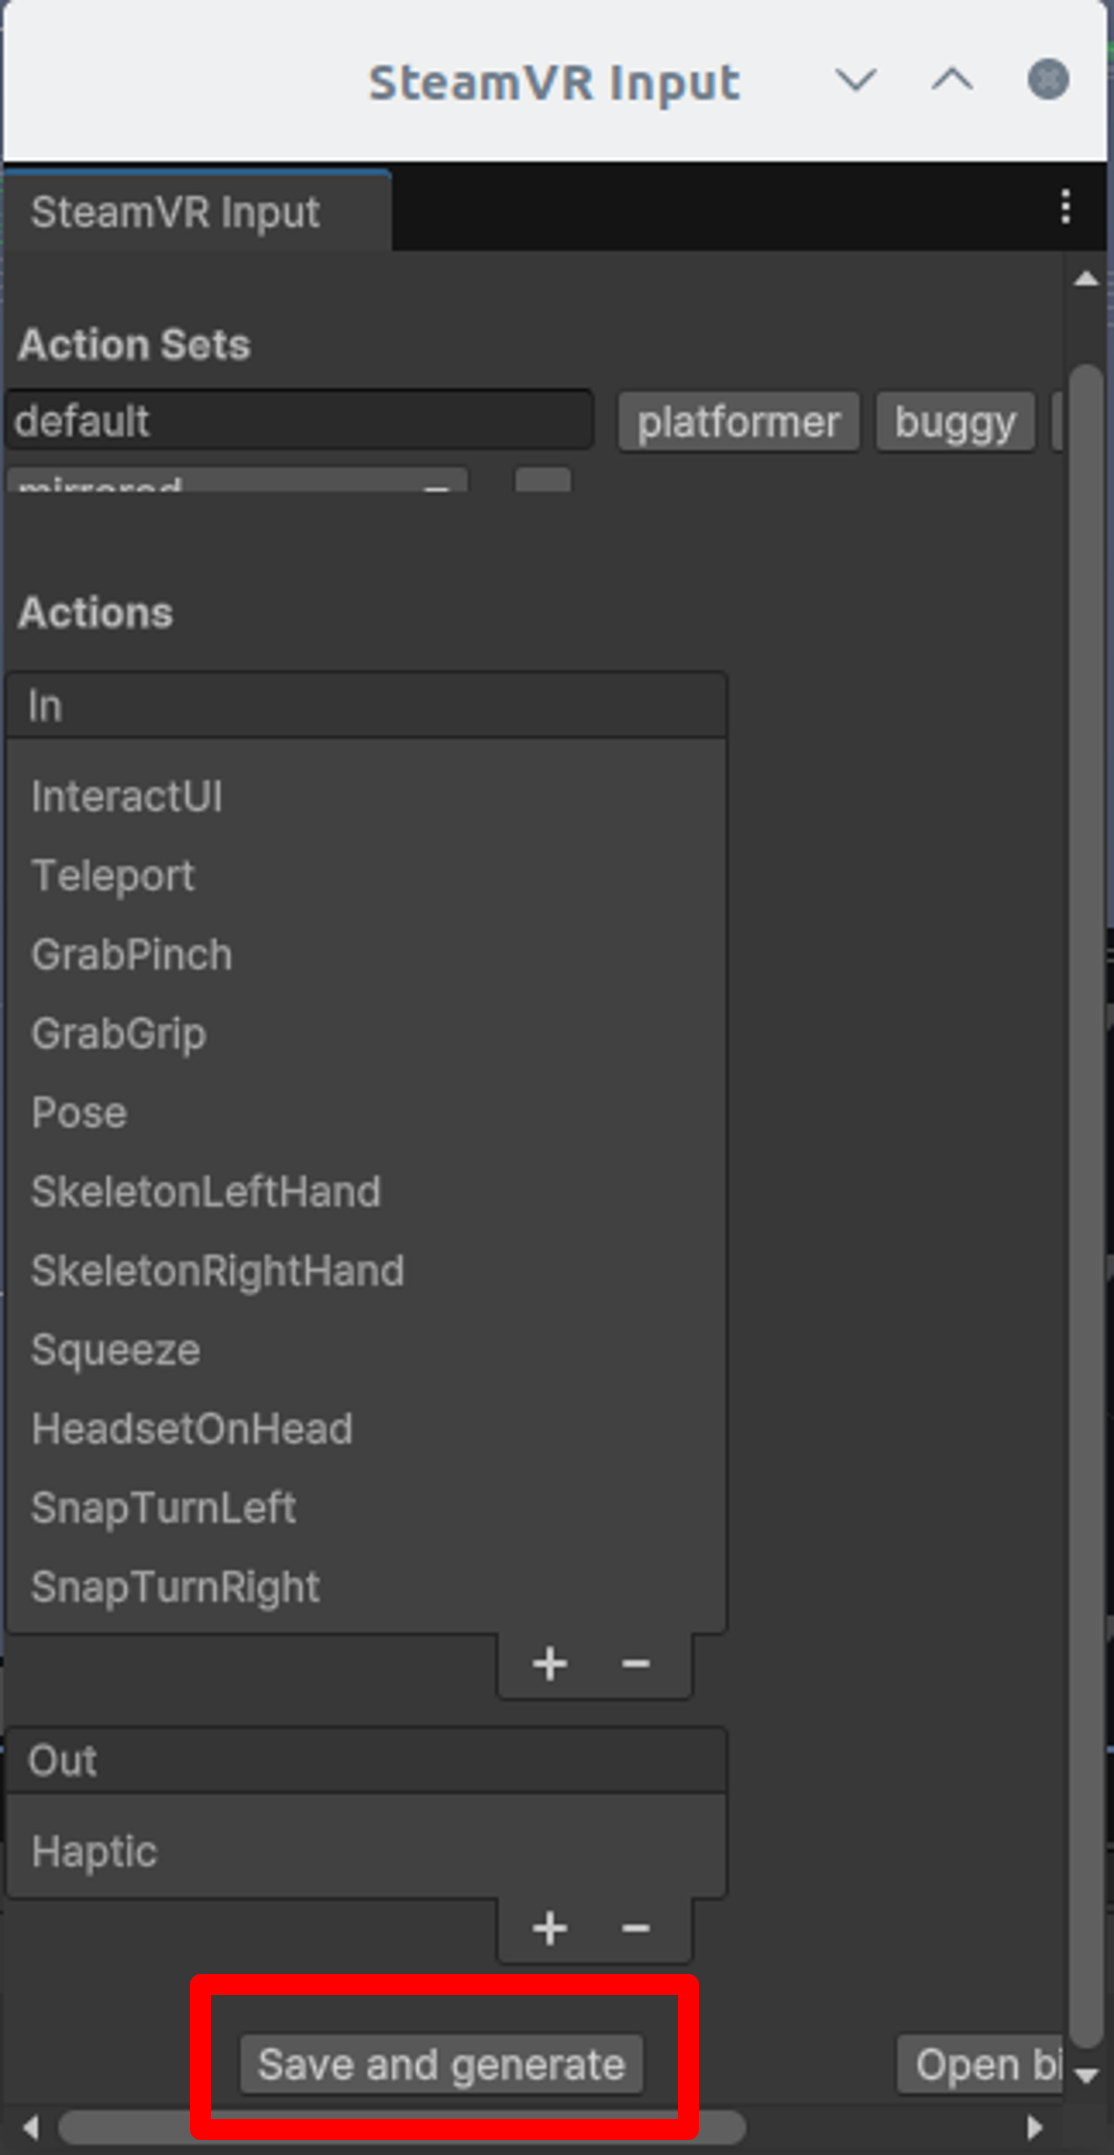 SteamVR Input
SteamVR Input
Action Sets
default platformer buggy
mirrored
Actions
In
InteractUI
Teleport
GrabPinch
GrabGrip
Pose
SkeletonLeftHand
SkeletonRightHand
Squeeze
HeadsetOnHead
SnapTurnLeft
SnapTurnRight
+ −
Out
Haptic
+ −
Save and generate Open bi